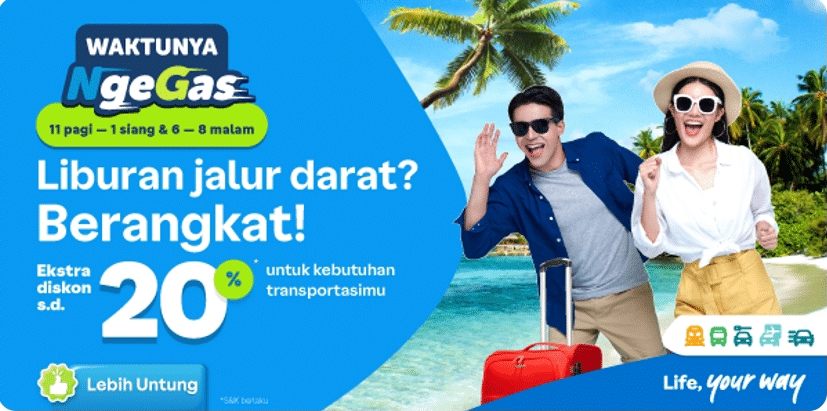 WAKTUNYA
NgeGas
11 pagi — 1 siang & 6 — 8 malam
Liburan jalur darat?
Berangkat!
Ekstra
diskon
s.d.
20%*
untuk kebutuhan
transportasimu
Lebih Untung
*S&K berlaku
Life, your way